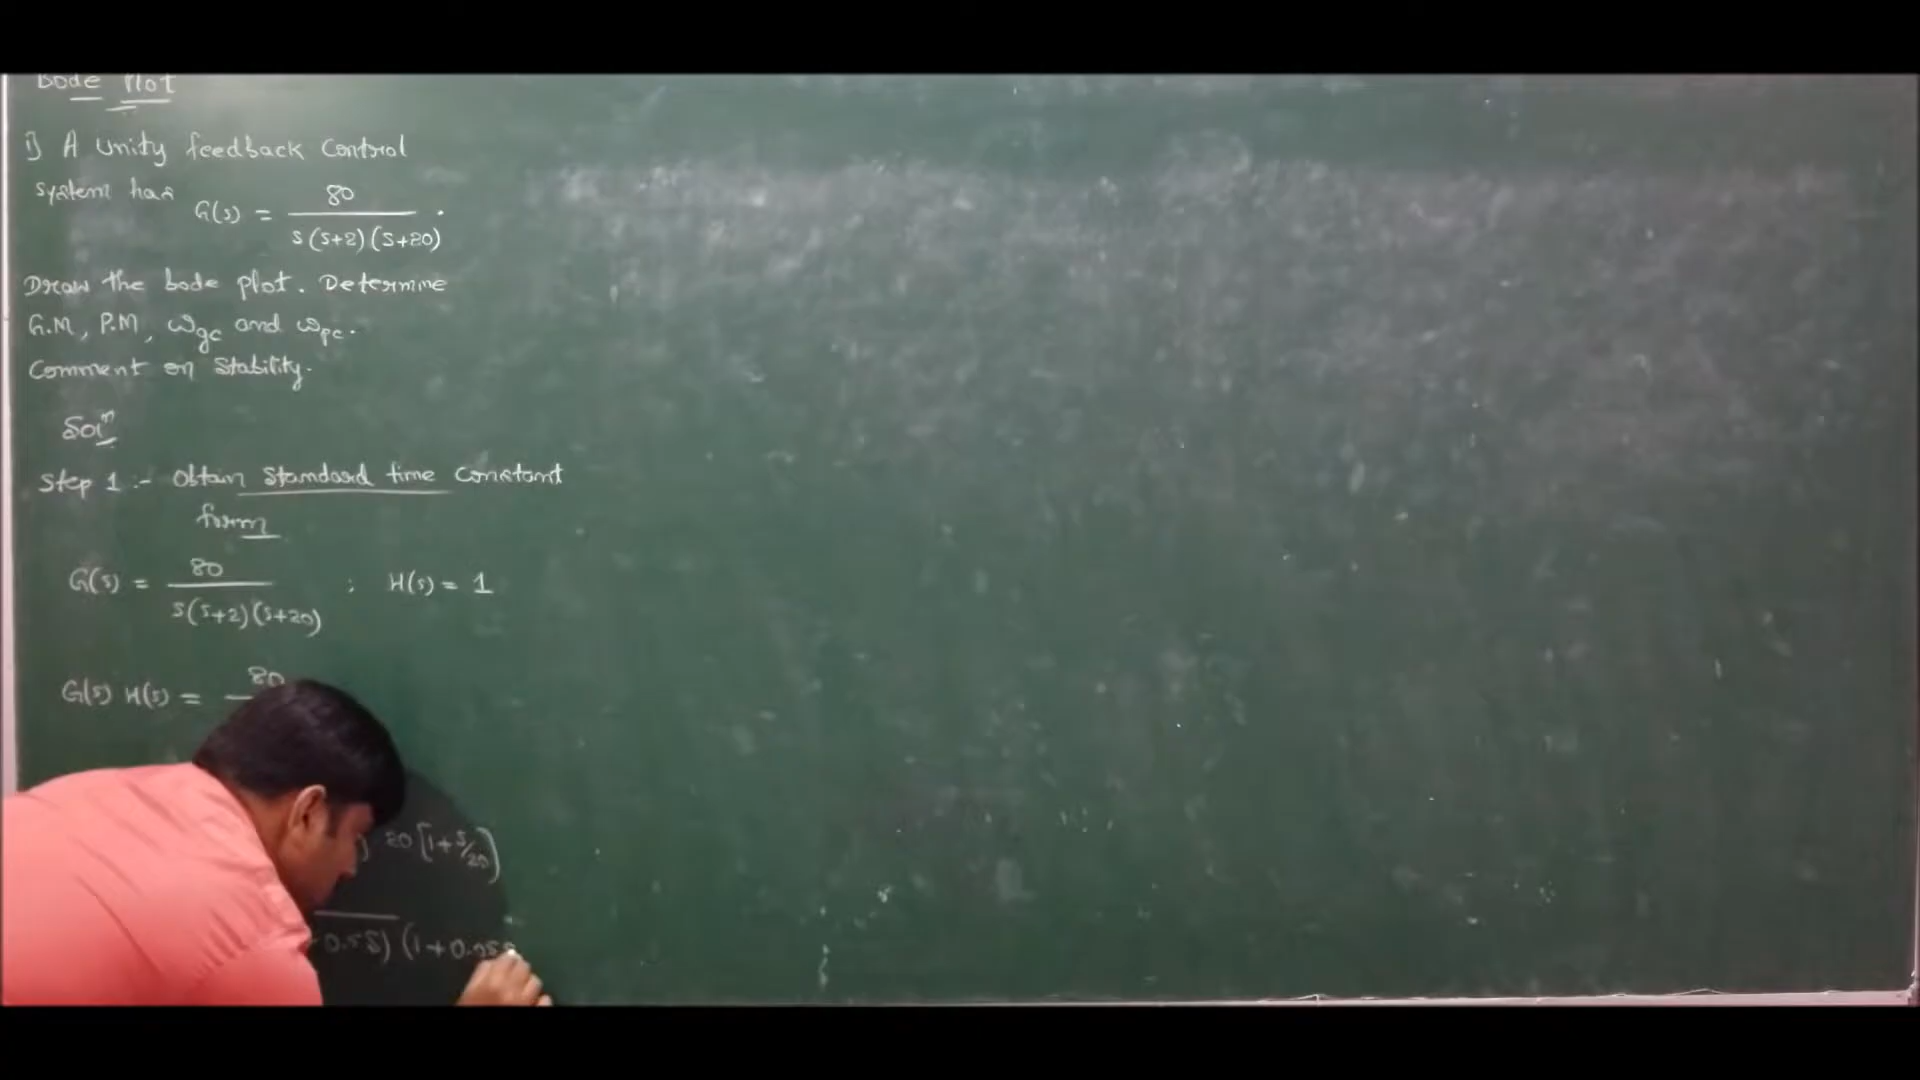 Bode Plot
1) A unity feedback control
system has G(s) = 80 / s(s+2)(s+20) .
Draw the bode plot. Determine
G.M, P.M, ωgc and ωpc.
Comment on Stability.
Solⁿ
Step 1 :- Obtain Standard time Constant
form
G(s) = 80 / s(s+2)(s+20) ; H(s) = 1
G(s) H(s) = 80
) 20 [1+s/20)
0.5s) (1+0.05s